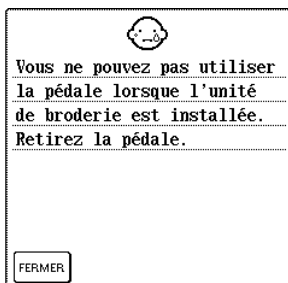 Vous ne pouvez pas utiliser
la pédale lorsque l'unité
de broderie est installée.
Retirez la pédale.
FERMER